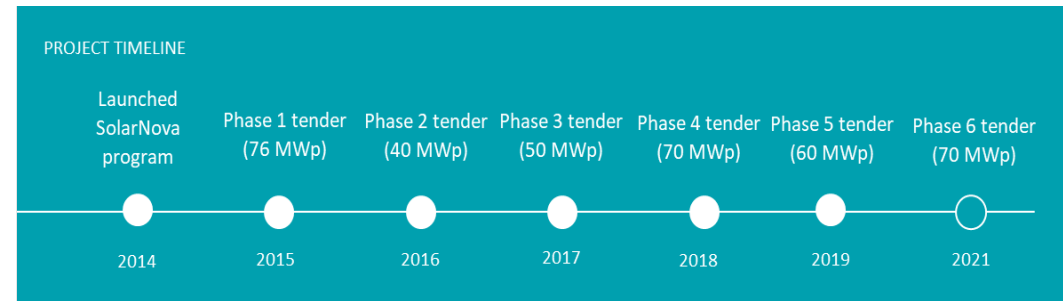 PROJECT TIMELINE
Launched
SolarNova
program
Phase 1 tender
(76 MWp)
Phase 2 tender
(40 MWp)
Phase 3 tender
(50 MWp)
Phase 4 tender
(70 MWp)
Phase 5 tender
(60 MWp)
Phase 6 tender
(70 MWp)
2014
2015
2016
2017
2018
2019
2021